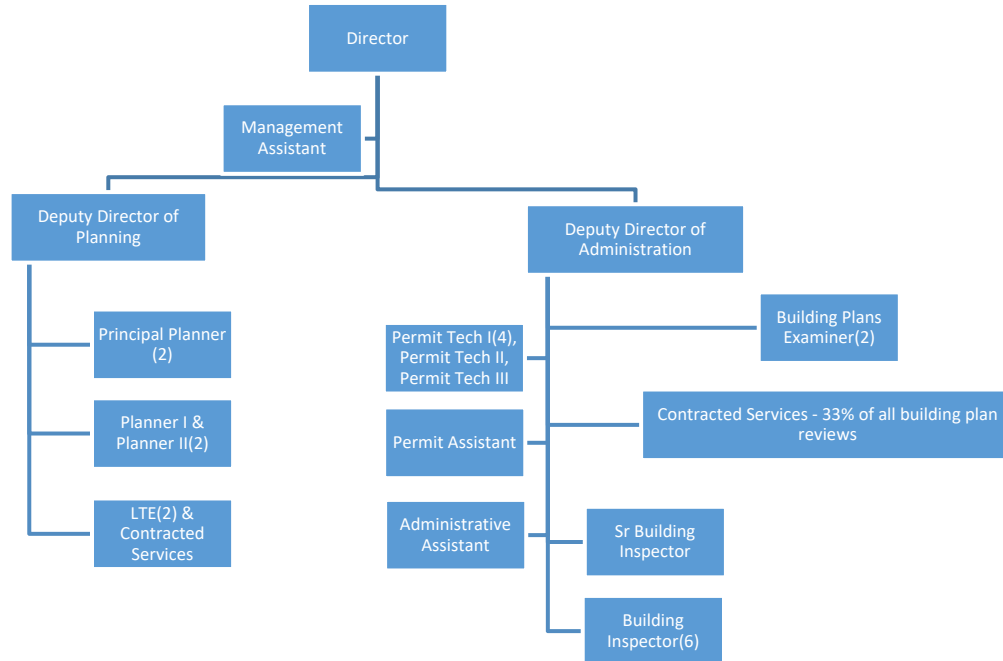 Director
Management
Assistant
Deputy Director of
Planning
Deputy Director of
Administration
Principal Planner
(2)
Planner I &
Planner II(2)
LTE(2) &
Contracted
Services
Permit Tech I(4),
Permit Tech II,
Permit Tech III
Permit Assistant
Administrative
Assistant
Building Plans
Examiner(2)
Contracted Services - 33% of all building plan
reviews
Sr Building
Inspector
Building
Inspector(6)